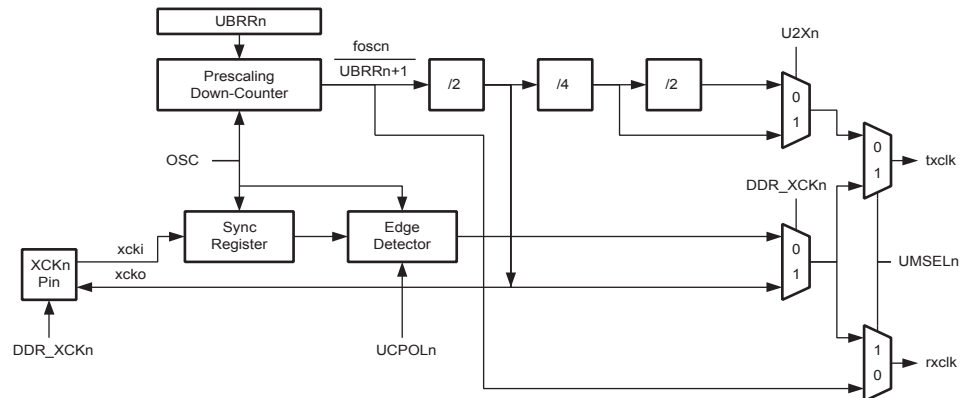 UBRRn
foscn
UBRRn+1
U2Xn
Prescaling
Down-Counter
/2
/4
/2
0
1
OSC
0
1
txclk
DDR_XCKn
Sync
Register
Edge
Detector
xcki
XCKn
Pin
xcko
0
1
UMSELn
DDR_XCKn
UCPOLn
1
0
rxclk